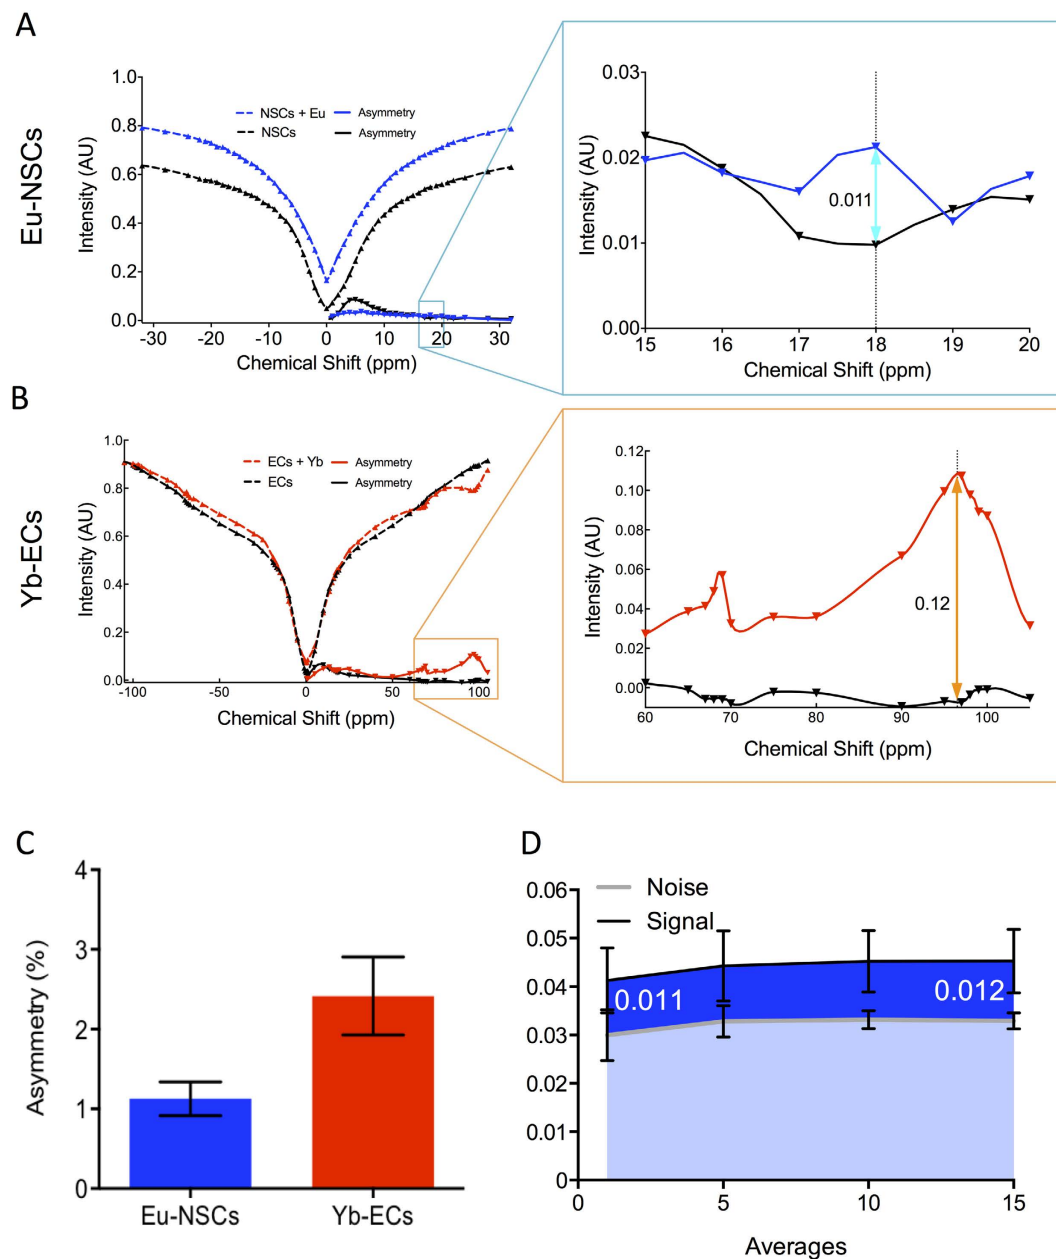 A
Eu-NSCs
Intensity (AU)
1.0
0.8
0.6
0.4
0.2
0.0
NSCs + Eu
Asymmetry
NSCs
Asymmetry
-30 -20 -10 0 10 20 30
Chemical Shift (ppm)
Intensity (AU)
0.03
0.02
0.01
0.00
0.011
15 16 17 18 19 20
Chemical Shift (ppm)
B
Yb-ECs
Intensity (AU)
1.0
0.8
0.6
0.4
0.2
0.0
ECs + Yb
Asymmetry
ECs
Asymmetry
-100 -50 0 50 100
Chemical Shift (ppm)
Intensity (AU)
0.12
0.10
0.08
0.06
0.04
0.02
0.00
0.12
60 70 80 90 100
Chemical Shift (ppm)
C
Asymmetry (%)
4
3
2
1
0
Eu-NSCs Yb-ECs
D
0.06
0.05
0.04
0.03
0.02
0.01
0
Noise
Signal
0.011
0.012
0 5 10 15
Averages